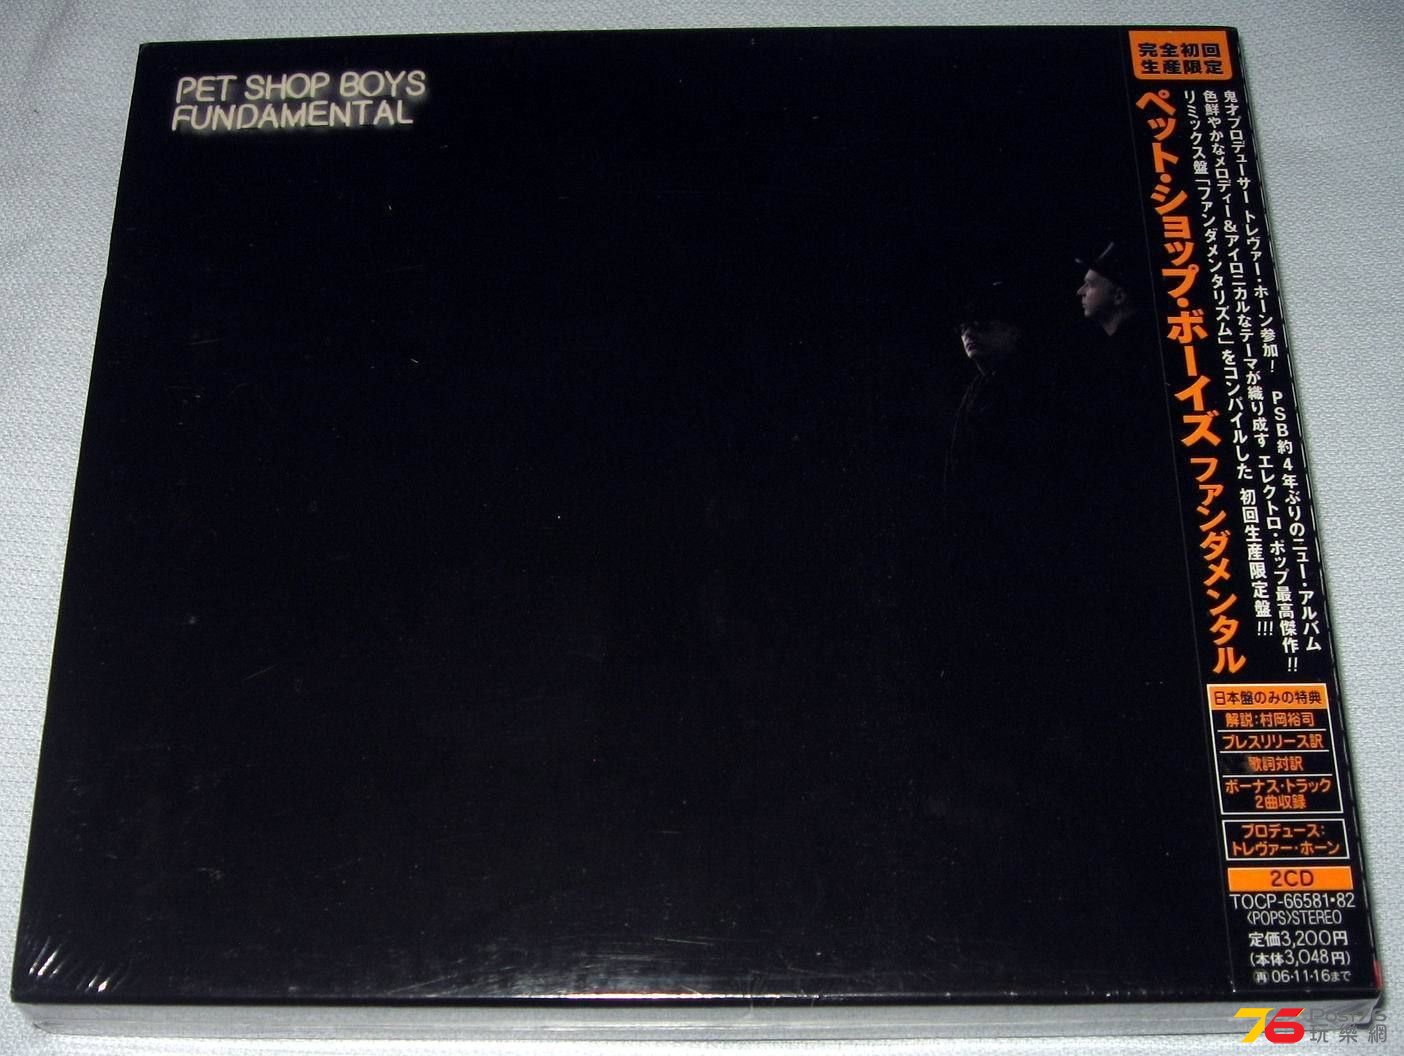 PET SHOP BOYS
FUNDAMENTAL
完全初回
生産限定
鬼才プロデューサー トレヴァー・ホーン参加！ PSB約4年ぶりのニュー・アルバム
色鮮やかなメロディー&アイロニカルなテーマが織り成す エレクトロ・ポップ最高傑作!!
リミックス盤「ファンダメンタリズム」をコンパイルした 初回生産限定盤!!!
ペット・ショップ・ボーイズ ファンダメンタル
日本盤のみの特典
解説:村岡裕司
プレスリリース訳
歌詞対訳
ボーナス・トラック
2曲収録
プロデュース:
トレヴァー・ホーン
2CD
TOCP-66581•82
〈POPS〉STEREO
定価3,200円
(本体3,048円)
再06・11・16まで
76 Post76
玩樂網